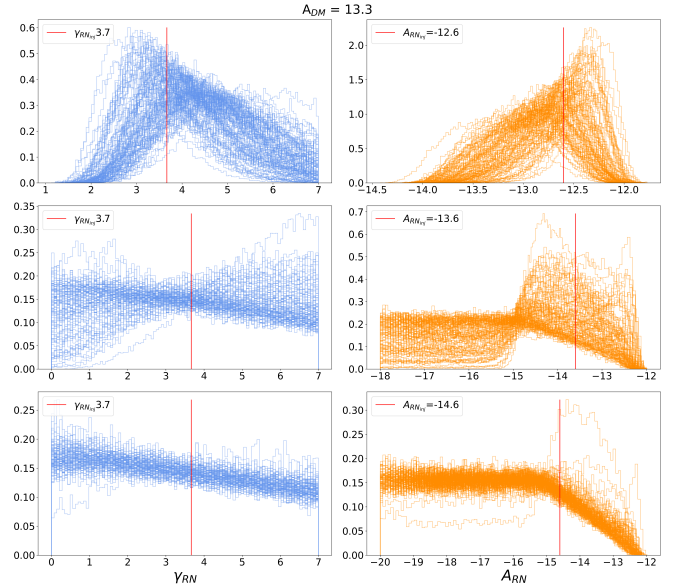 A_DM = 13.3
γ_RN_inj 3.7
0.6
0.5
0.4
0.3
0.2
0.1
0.0
1 2 3 4 5 6 7
A_RN_inj=-12.6
2.5
2.0
1.5
1.0
0.5
0.0
−14.5 −14.0 −13.5 −13.0 −12.5 −12.0
γ_RN_inj 3.7
0.35
0.30
0.25
0.20
0.15
0.10
0.05
0.00
0 1 2 3 4 5 6 7
A_RN_inj=-13.6
0.7
0.6
0.5
0.4
0.3
0.2
0.1
0.0
−18 −17 −16 −15 −14 −13 −12
γ_RN_inj 3.7
0.25
0.20
0.15
0.10
0.05
0.00
0 1 2 3 4 5 6 7
γ_RN
A_RN_inj=-14.6
0.30
0.25
0.20
0.15
0.10
0.05
0.00
−20 −19 −18 −17 −16 −15 −14 −13 −12
A_RN